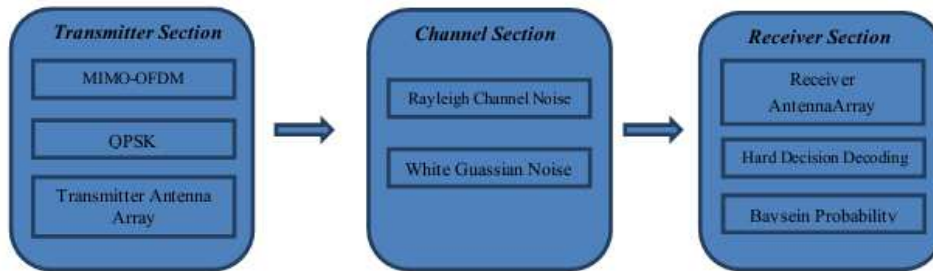 Transmitter Section
MIMO-OFDM
QPSK
Transmitter Antenna
Array
Channel Section
Rayleigh Channel Noise
White Guassian Noise
Receiver Section
Receiver
AntennaArray
Hard Decision Decoding
Baysein Probability